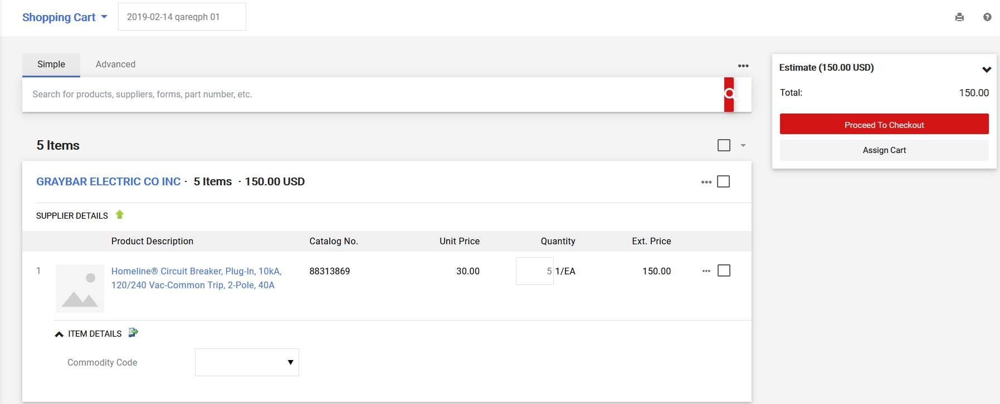 Shopping Cart
2019-02-14 qareqph 01
Simple
Advanced
Search for products, suppliers, forms, part number, etc.
Estimate (150.00 USD)
Total: 150.00
Proceed To Checkout
Assign Cart
5 Items
GRAYBAR ELECTRIC CO INC · 5 Items · 150.00 USD
SUPPLIER DETAILS
Product Description Catalog No. Unit Price Quantity Ext. Price
1 Homeline® Circuit Breaker, Plug-In, 10kA, 88313869 30.00 5 1/EA 150.00
120/240 Vac-Common Trip, 2-Pole, 40A
ITEM DETAILS
Commodity Code